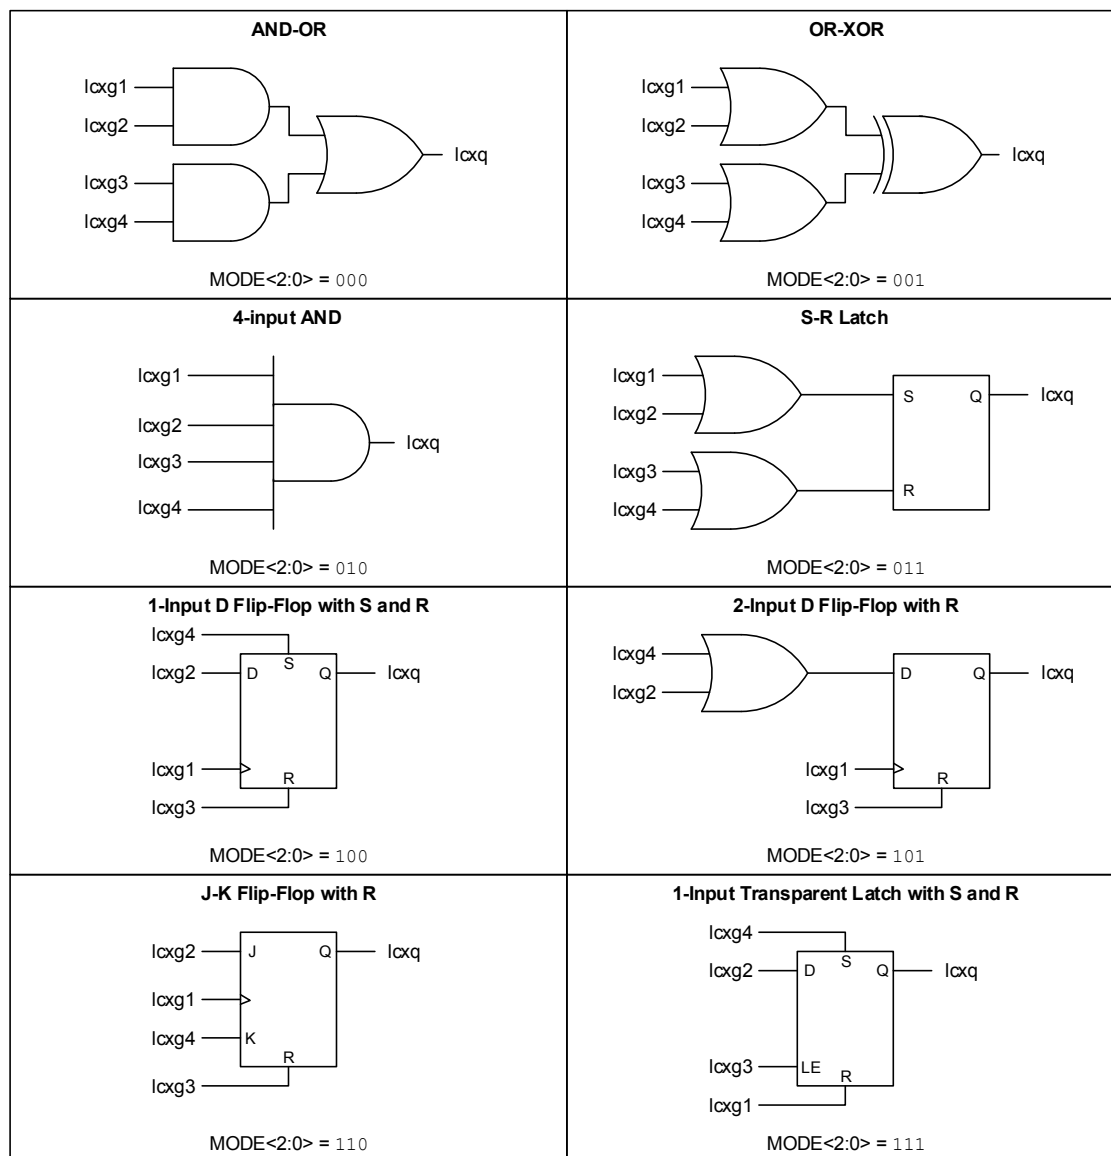 AND-OR
lcxg1
lcxg2
lcxg3
lcxg4
lcxq
MODE<2:0> = 000
OR-XOR
lcxg1
lcxg2
lcxg3
lcxg4
lcxq
MODE<2:0> = 001
4-input AND
lcxg1
lcxg2
lcxg3
lcxg4
lcxq
MODE<2:0> = 010
S-R Latch
lcxg1
lcxg2
lcxg3
lcxg4
S
Q
R
lcxq
MODE<2:0> = 011
1-Input D Flip-Flop with S and R
lcxg4
S
lcxg2
D
Q
lcxq
lcxg1
R
lcxg3
MODE<2:0> = 100
2-Input D Flip-Flop with R
lcxg4
lcxg2
D
Q
lcxq
lcxg1
R
lcxg3
MODE<2:0> = 101
J-K Flip-Flop with R
lcxg2
J
Q
lcxq
lcxg1
lcxg4
K
R
lcxg3
MODE<2:0> = 110
1-Input Transparent Latch with S and R
lcxg4
S
lcxg2
D
Q
lcxq
lcxg3
LE
R
lcxg1
MODE<2:0> = 111